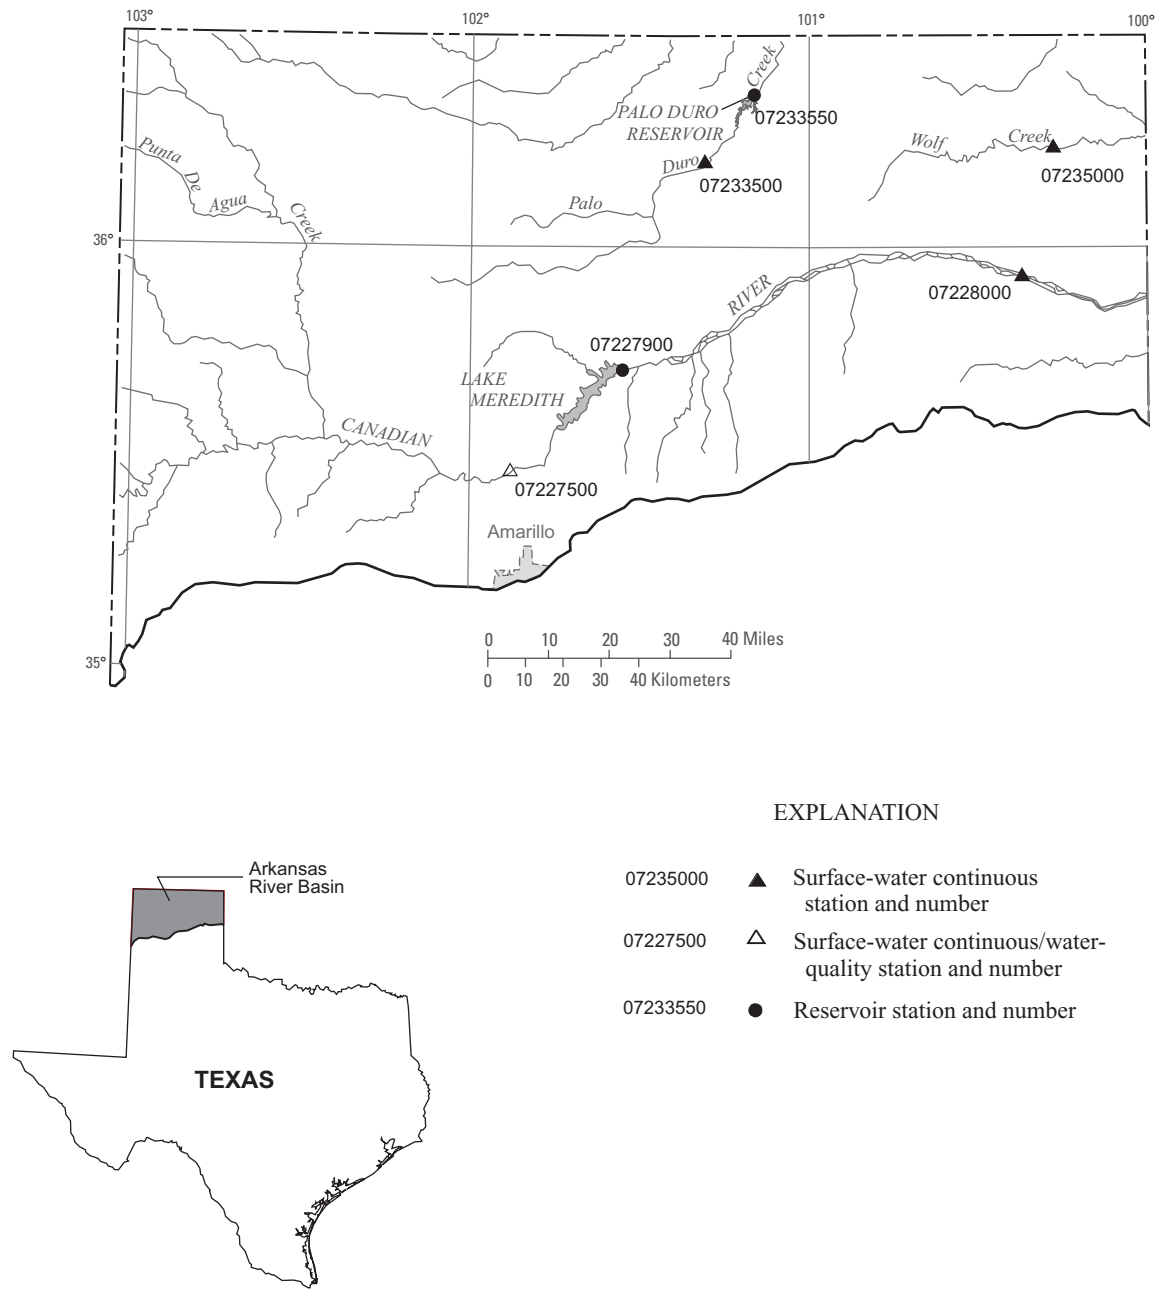 103°
102°
101°
100°
Creek
PALO DURO
RESERVOIR
07233550
Wolf
Creek
Punta
De
Agua
Creek
Duro
07233500
07235000
Palo
36°
RIVER
07228000
07227900
LAKE
MEREDITH
CANADIAN
07227500
Amarillo
0 10 20 30 40 Miles
35°
0 10 20 30 40 Kilometers
EXPLANATION
Arkansas
River Basin
07235000 Surface-water continuous
station and number
07227500 Surface-water continuous/water-
quality station and number
07233550 Reservoir station and number
TEXAS